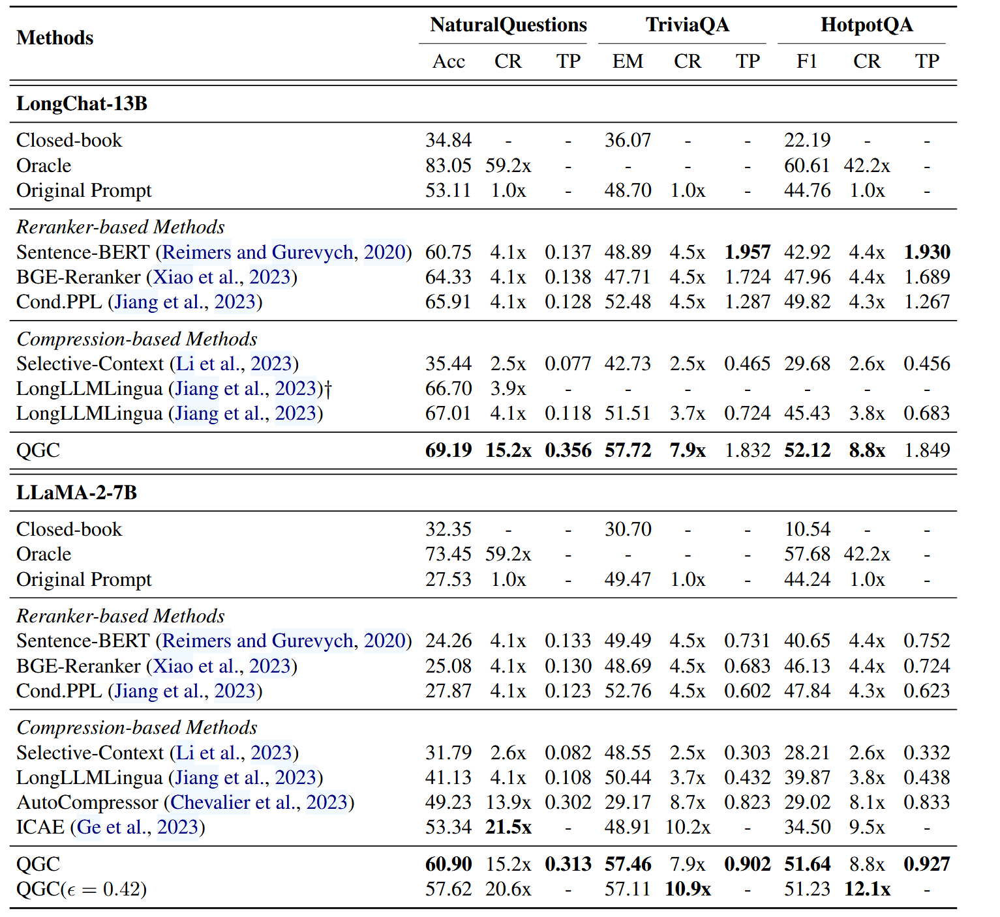 Methods NaturalQuestions TriviaQA HotpotQA
Acc CR TP EM CR TP F1 CR TP
LongChat-13B
Closed-book 34.84 - - 36.07 - - 22.19 - -
Oracle 83.05 59.2x - - - - 60.61 42.2x -
Original Prompt 53.11 1.0x - 48.70 1.0x - 44.76 1.0x -
Reranker-based Methods
Sentence-BERT (Reimers and Gurevych, 2020) 60.75 4.1x 0.137 48.89 4.5x 1.957 42.92 4.4x 1.930
BGE-Reranker (Xiao et al., 2023) 64.33 4.1x 0.138 47.71 4.5x 1.724 47.96 4.4x 1.689
Cond.PPL (Jiang et al., 2023) 65.91 4.1x 0.128 52.48 4.5x 1.287 49.82 4.3x 1.267
Compression-based Methods
Selective-Context (Li et al., 2023) 35.44 2.5x 0.077 42.73 2.5x 0.465 29.68 2.6x 0.456
LongLLMLingua (Jiang et al., 2023)† 66.70 3.9x - - - - - - -
LongLLMLingua (Jiang et al., 2023) 67.01 4.1x 0.118 51.51 3.7x 0.724 45.43 3.8x 0.683
QGC 69.19 15.2x 0.356 57.72 7.9x 1.832 52.12 8.8x 1.849
LLaMA-2-7B
Closed-book 32.35 - - 30.70 - - 10.54 - -
Oracle 73.45 59.2x - - - - 57.68 42.2x -
Original Prompt 27.53 1.0x - 49.47 1.0x - 44.24 1.0x -
Reranker-based Methods
Sentence-BERT (Reimers and Gurevych, 2020) 24.26 4.1x 0.133 49.49 4.5x 0.731 40.65 4.4x 0.752
BGE-Reranker (Xiao et al., 2023) 25.08 4.1x 0.130 48.69 4.5x 0.683 46.13 4.4x 0.724
Cond.PPL (Jiang et al., 2023) 27.87 4.1x 0.123 52.76 4.5x 0.602 47.84 4.3x 0.623
Compression-based Methods
Selective-Context (Li et al., 2023) 31.79 2.6x 0.082 48.55 2.5x 0.303 28.21 2.6x 0.332
LongLLMLingua (Jiang et al., 2023) 41.13 4.1x 0.108 50.44 3.7x 0.432 39.87 3.8x 0.438
AutoCompressor (Chevalier et al., 2023) 49.23 13.9x 0.302 29.17 8.7x 0.823 29.02 8.1x 0.833
ICAE (Ge et al., 2023) 53.34 21.5x - 48.91 10.2x - 34.50 9.5x -
QGC 60.90 15.2x 0.313 57.46 7.9x 0.902 51.64 8.8x 0.927
QGC(ϵ = 0.42) 57.62 20.6x - 57.11 10.9x - 51.23 12.1x -